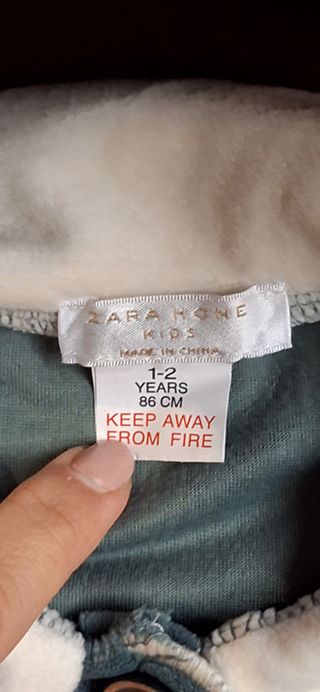 ZARA HOME
KIDS
MADE IN CHINA
1-2
YEARS
86 CM
KEEP AWAY
FROM FIRE